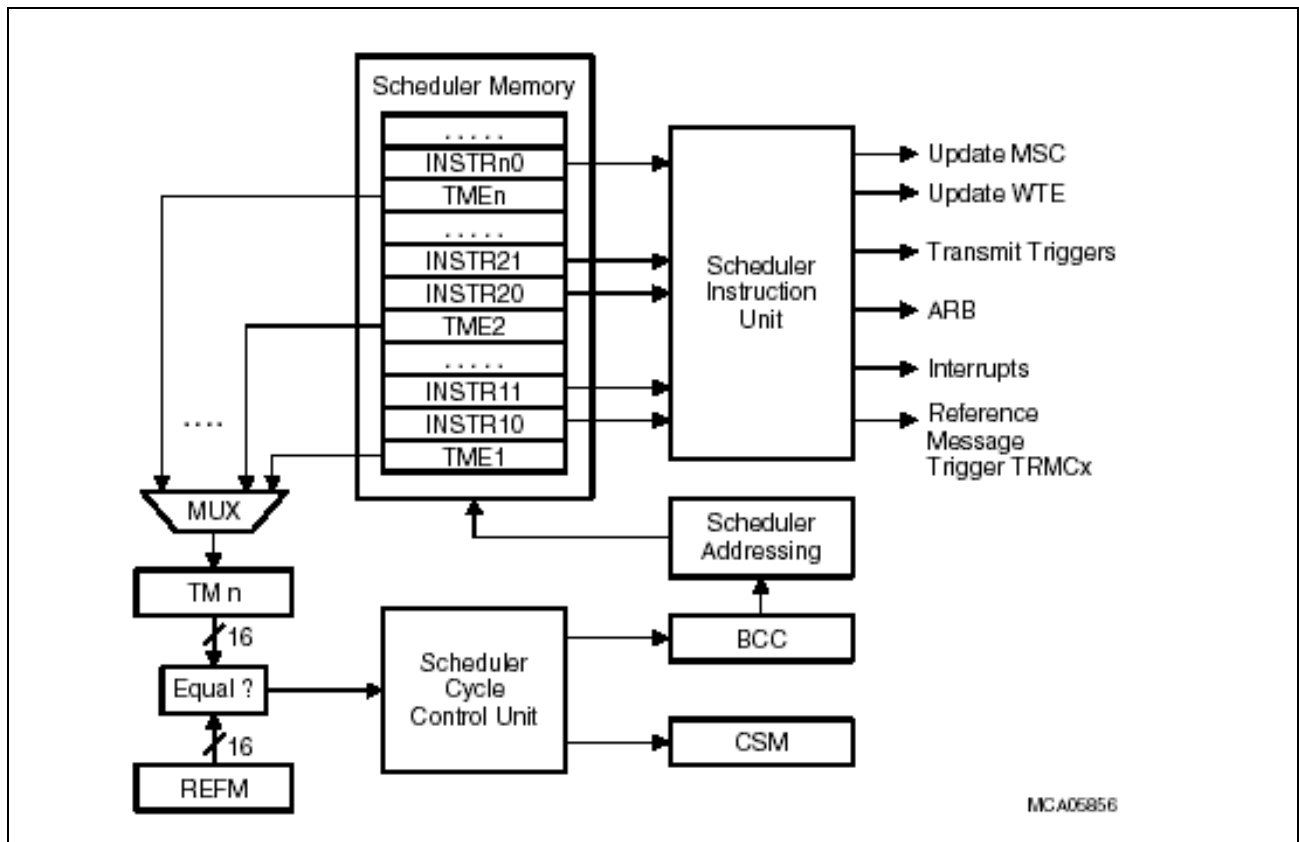 Scheduler Memory
. . . . .
INSTRn0
TMEn
. . . . .
INSTR21
INSTR20
TME2
. . . . .
INSTR11
INSTR10
TME1
Scheduler
Instruction
Unit
Update MSC
Update WTE
Transmit Triggers
ARB
Interrupts
Reference
Message
Trigger TRMCx
. . . .
MUX
TM n
16
Equal ?
16
REFM
Scheduler
Cycle
Control Unit
Scheduler
Addressing
BCC
CSM
MCA05856